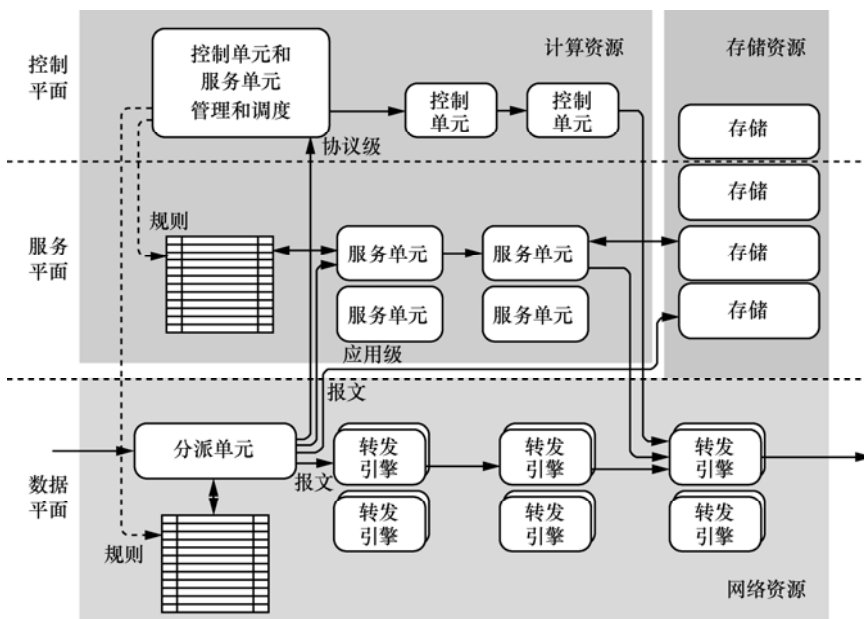 控制
平面
控制单元和
服务单元
管理和调度
计算资源
存储资源
控制
单元
控制
单元
存储
协议级
存储
服务
平面
规则
服务单元
服务单元
存储
服务单元
服务单元
存储
应用级
报文
数据
平面
分派单元
报文
转发
引擎
转发
引擎
转发
引擎
规则
转发
引擎
转发
引擎
转发
引擎
网络资源